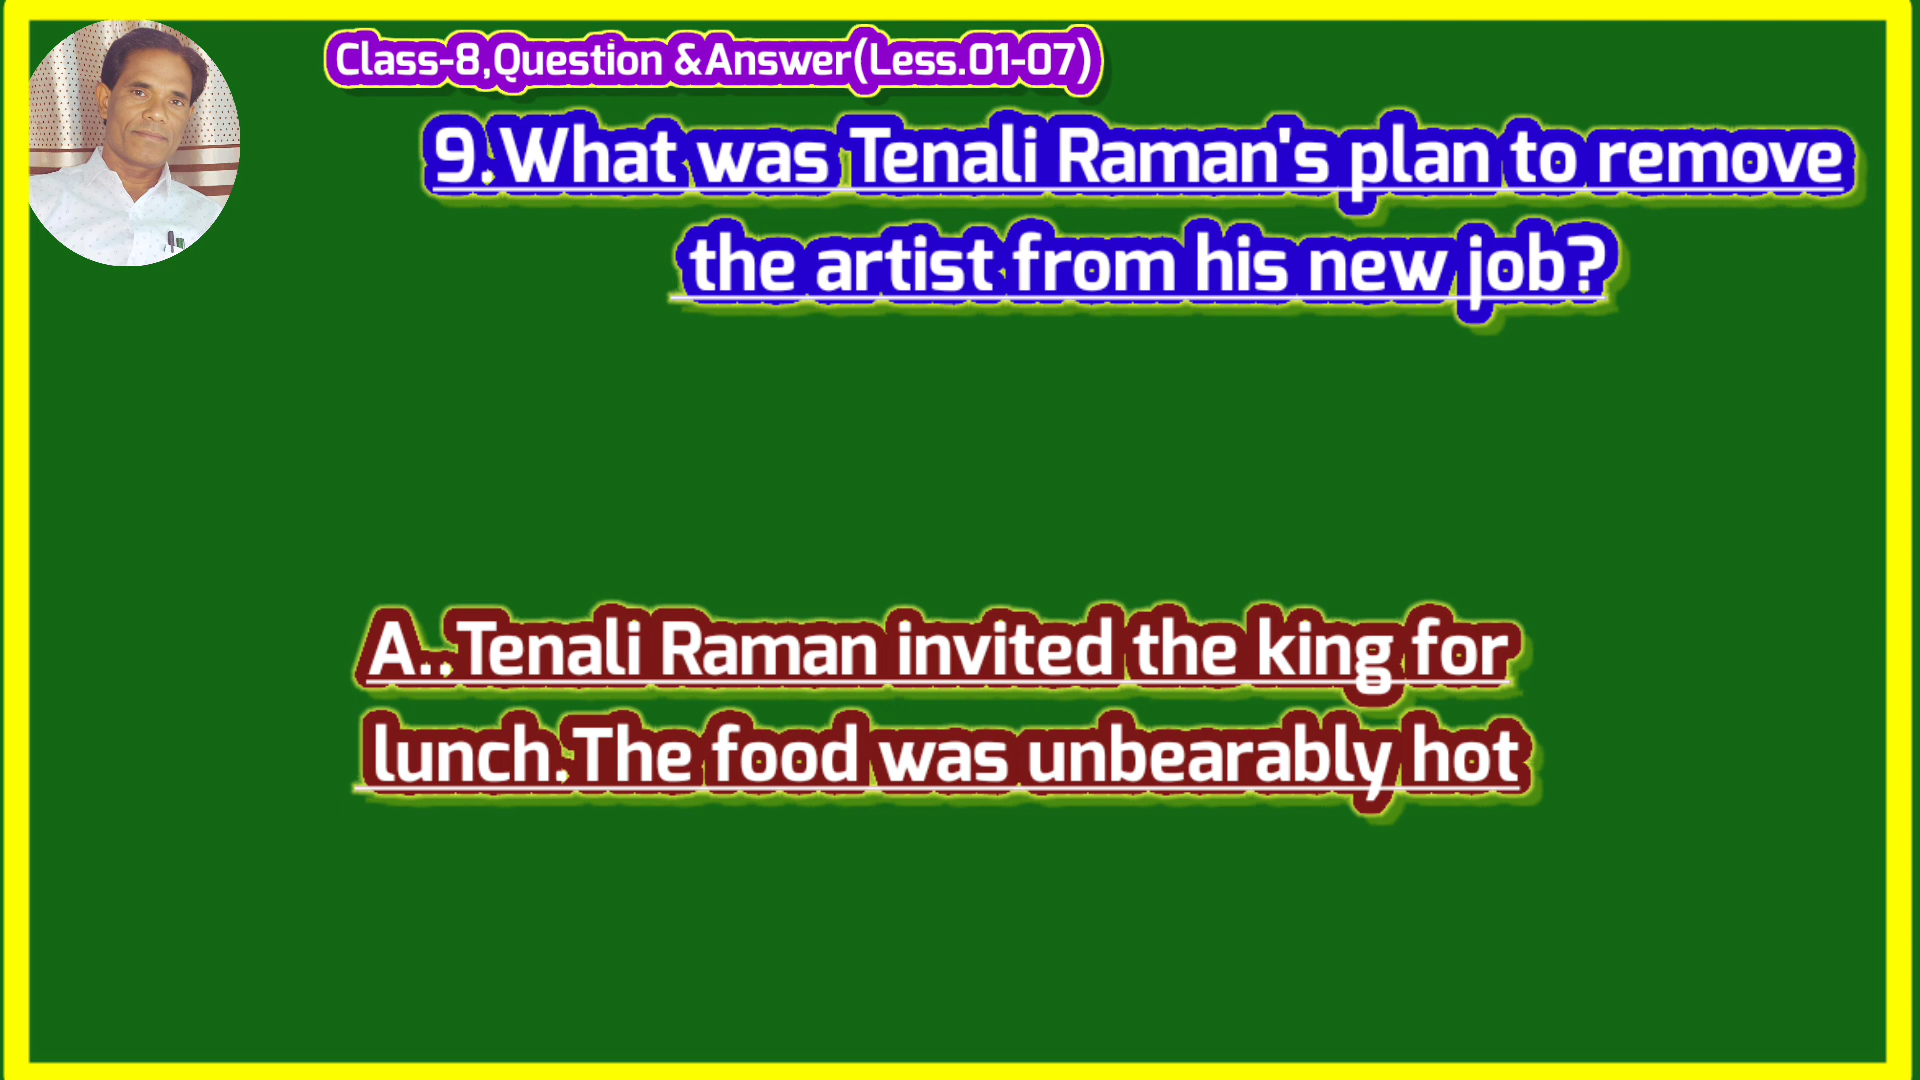 Class-8,Question &Answer(Less.01-07)
9.What was Tenali Raman's plan to remove
the artist from his new job?
A..Tenali Raman invited the king for
lunch.The food was unbearably hot